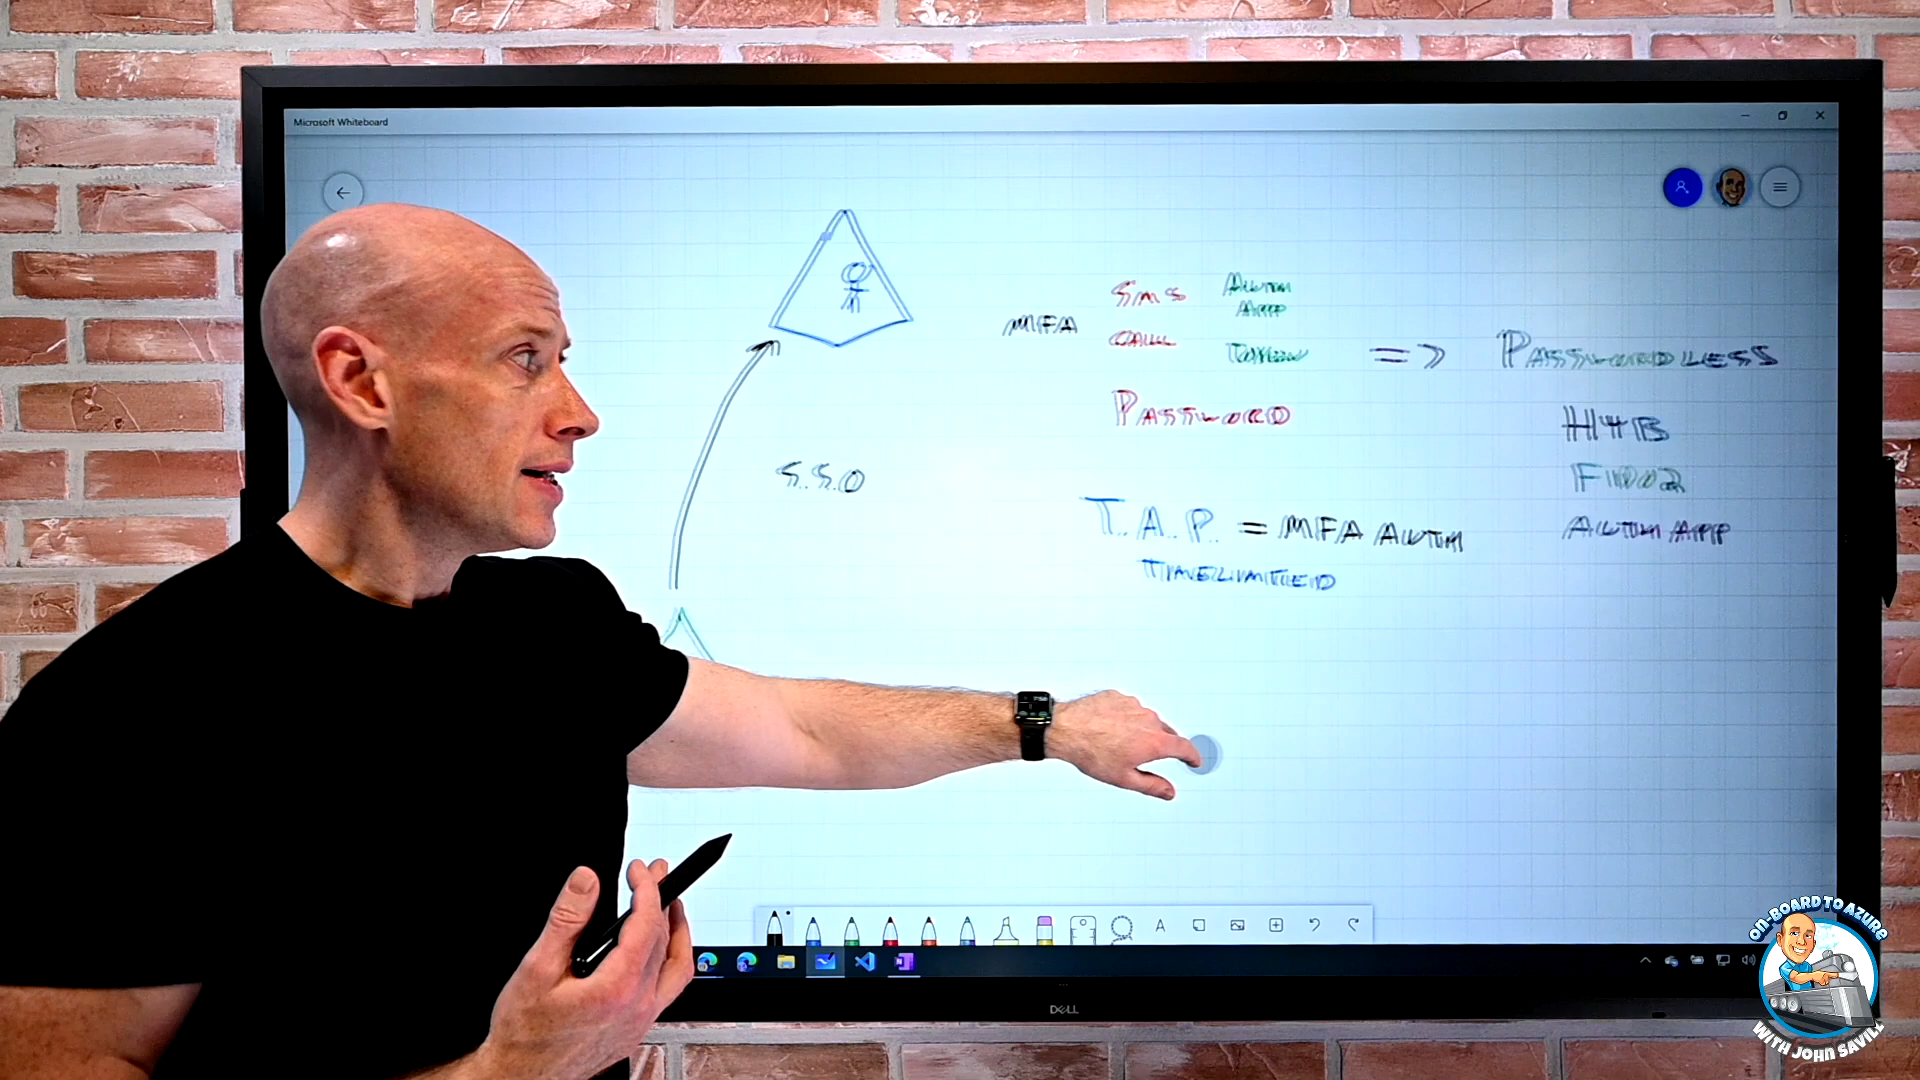 Microsoft Whiteboard
SMS
AUTH
APP
MFA
CALL
TOKEN
=> PASSWORDLESS
PASSWORD
H4B
S.S.O
FIDO2
T.A.P. = MFA AUTH
AUTH APP
TIMELIMITED
A
N
DELL
ON-BOARD TO AZURE
WITH JOHN SAVILL